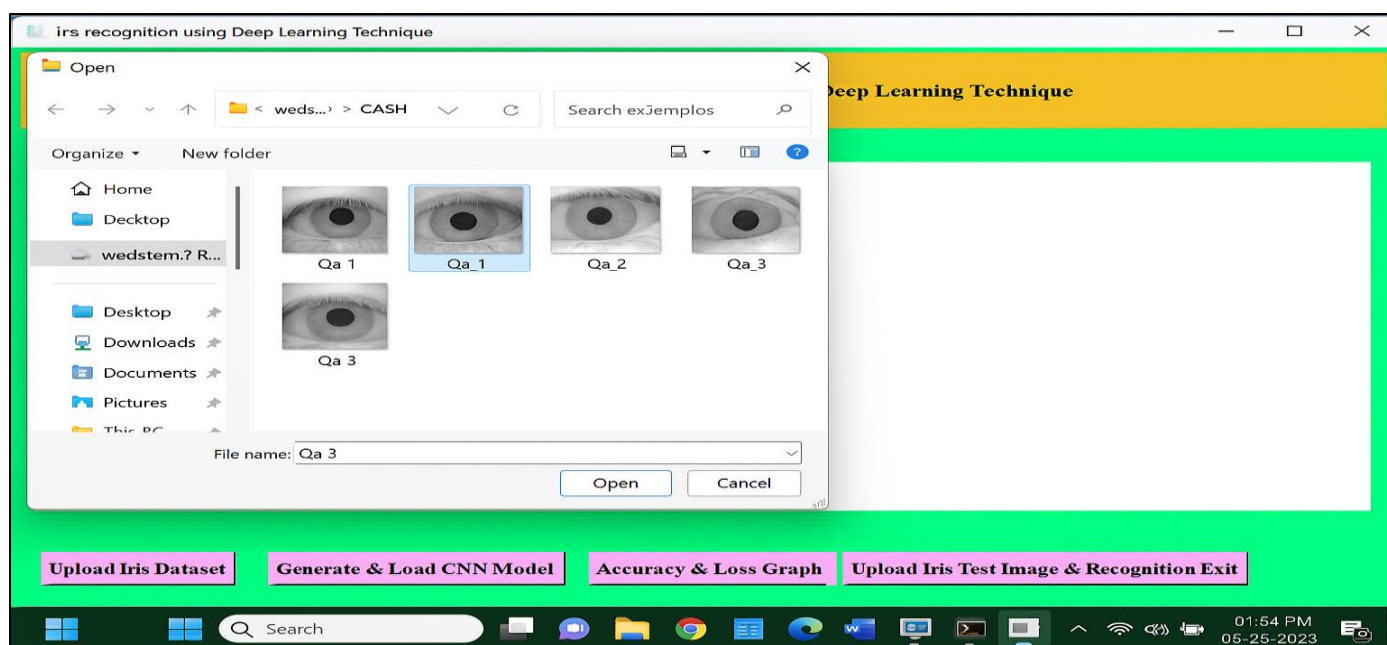 irs recognition using Deep Learning Technique
Open
Deep Learning Technique
< weds...› > CASH
Search exJemplos
Organize
New folder
Home
Decktop
wedstem.? R...
Qa 1
Qa_1
Qa_2
Qa_3
Desktop
Downloads
Documents
Pictures
This PC
Qa 3
File name: Qa 3
Open
Cancel
Upload Iris Dataset
Generate & Load CNN Model
Accuracy & Loss Graph
Upload Iris Test Image & Recognition Exit
Search
01:54 PM
05-25-2023